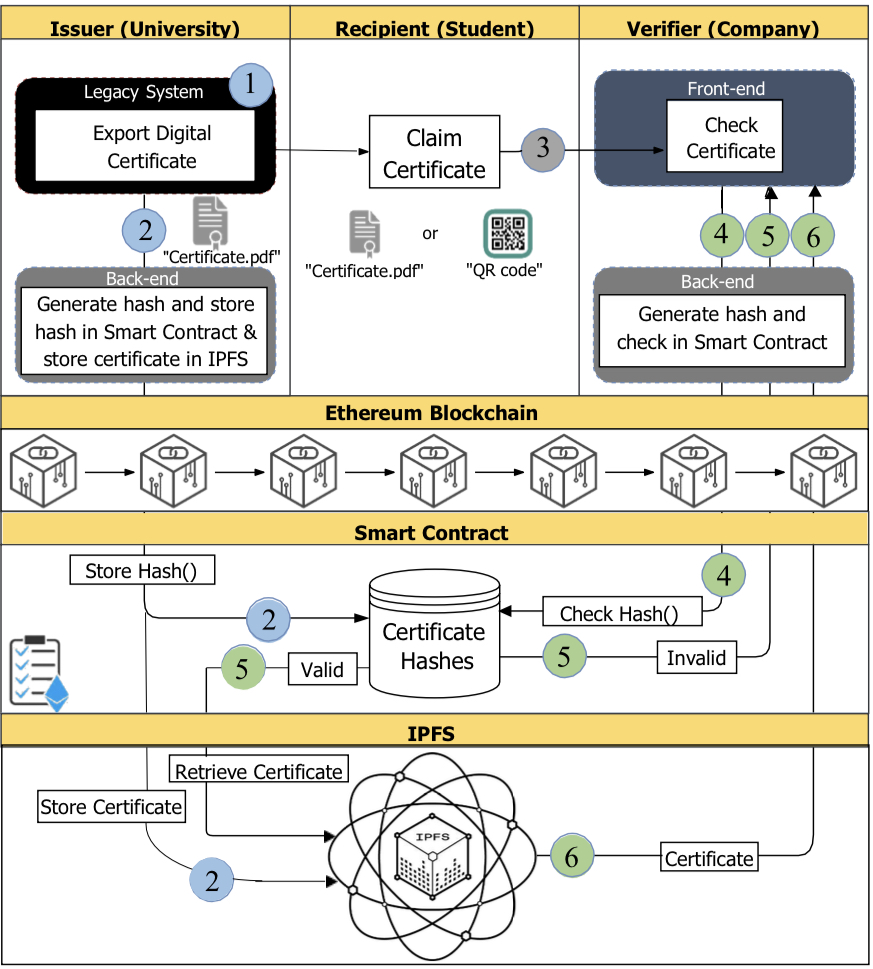 Issuer (University)
Recipient (Student)
Verifier (Company)
Legacy System
1
Export Digital
Certificate
Claim
Certificate
3
Front-end
Check
Certificate
2
"Certificate.pdf"
"Certificate.pdf"
or
"QR code"
4
5
6
Back-end
Generate hash and store
hash in Smart Contract &
store certificate in IPFS
Back-end
Generate hash and
check in Smart Contract
Ethereum Blockchain
Smart Contract
Store Hash()
2
Certificate
Hashes
Check Hash()
4
5
Valid
5
Invalid
IPFS
Retrieve Certificate
Store Certificate
2
IPFS
6
Certificate